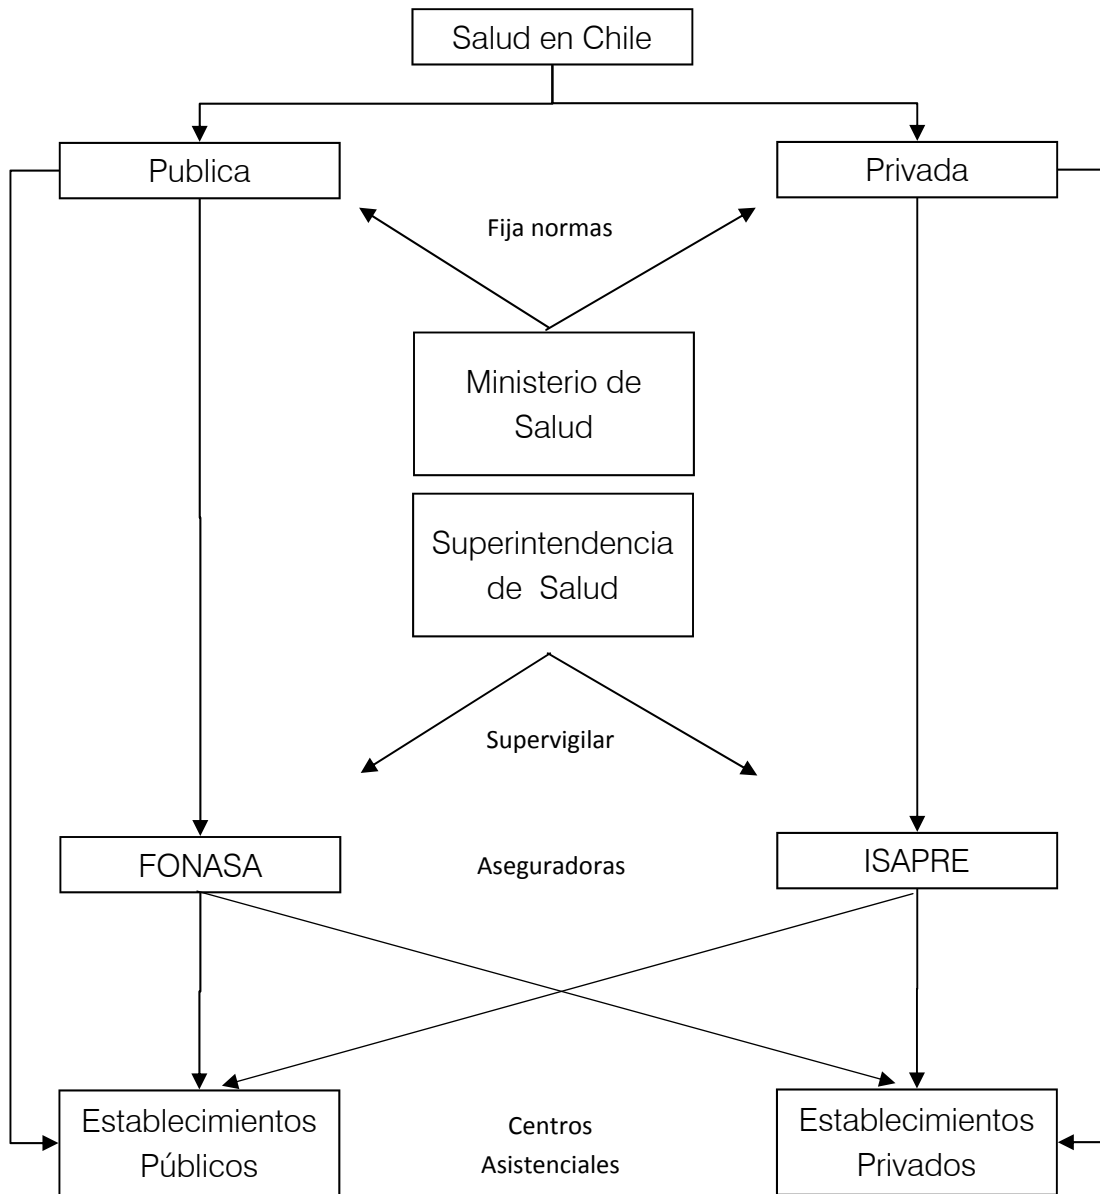 Salud en Chile
Publica
Privada
Fija normas
Ministerio de
Salud
Superintendencia
de Salud
Supervigilar
FONASA
Aseguradoras
ISAPRE
Establecimientos
Públicos
Centros
Asistenciales
Establecimientos
Privados